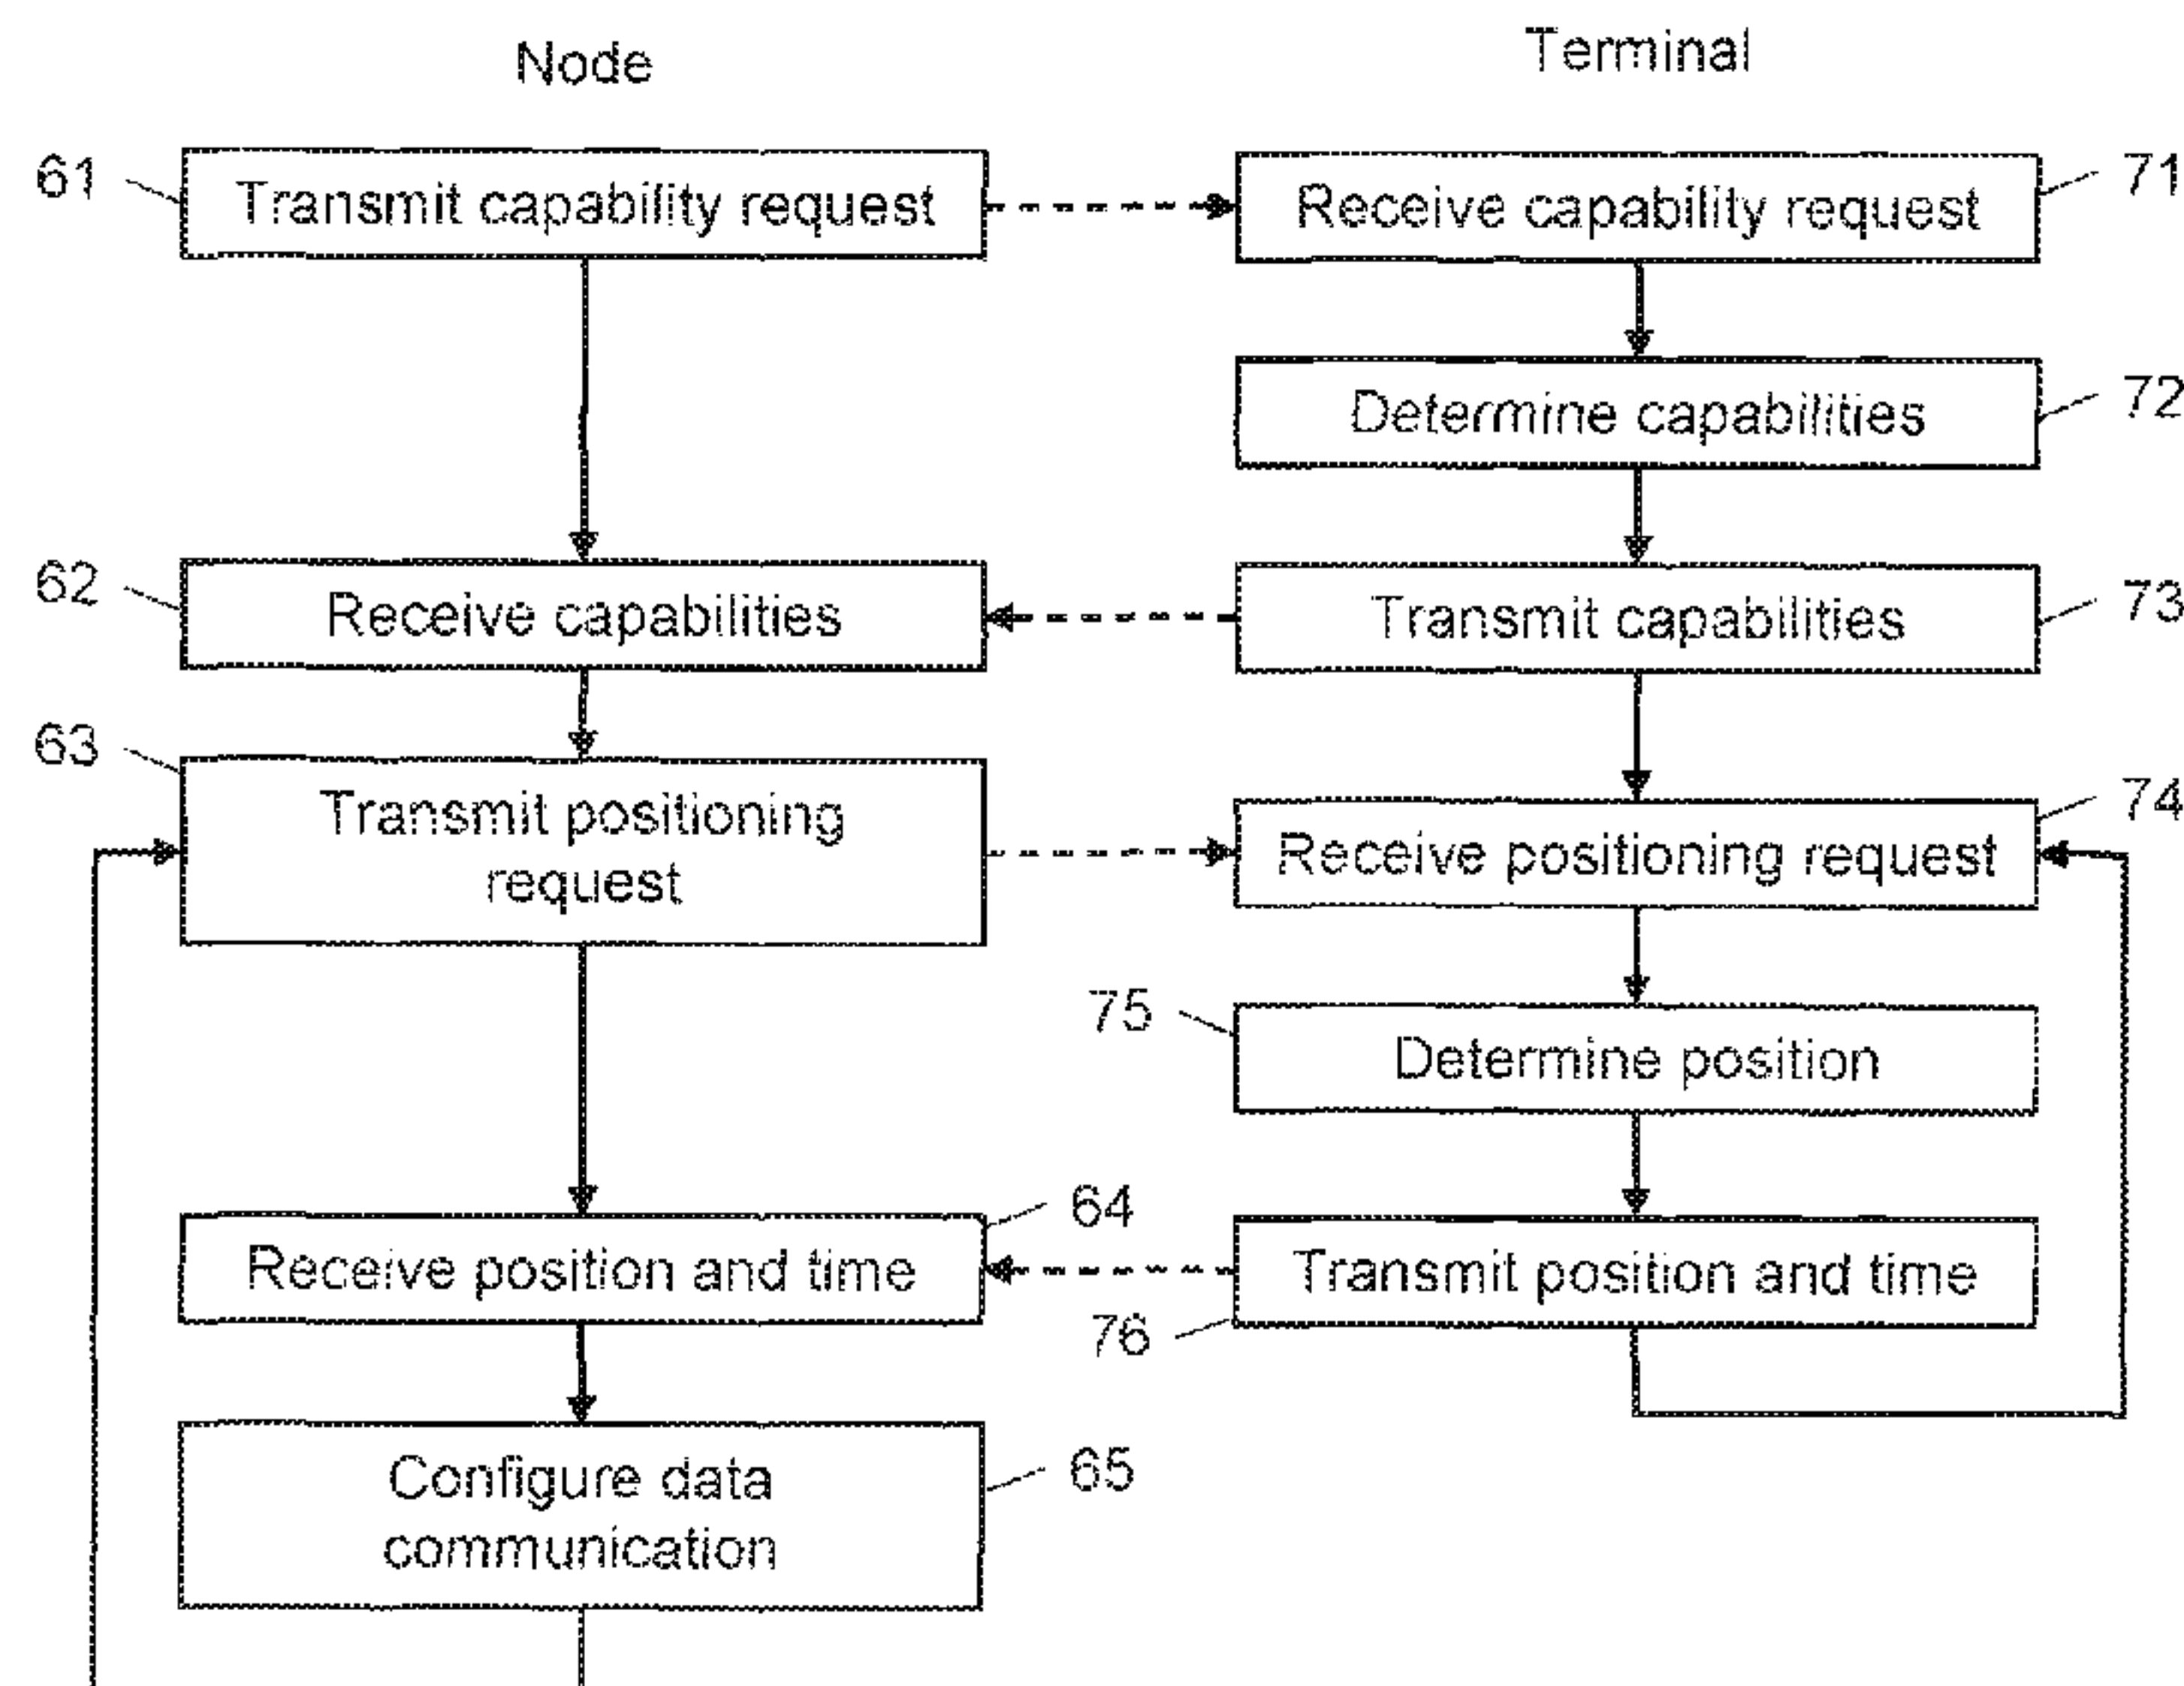 Node
Terminal
61
Transmit capability request
Receive capability request
71
Determine capabilities
72
62
Receive capabilities
Transmit capabilities
73
63
Transmit positioning
request
Receive positioning request
74
75
Determine position
64
Receive position and time
Transmit position and time
76
Configure data
communication
65